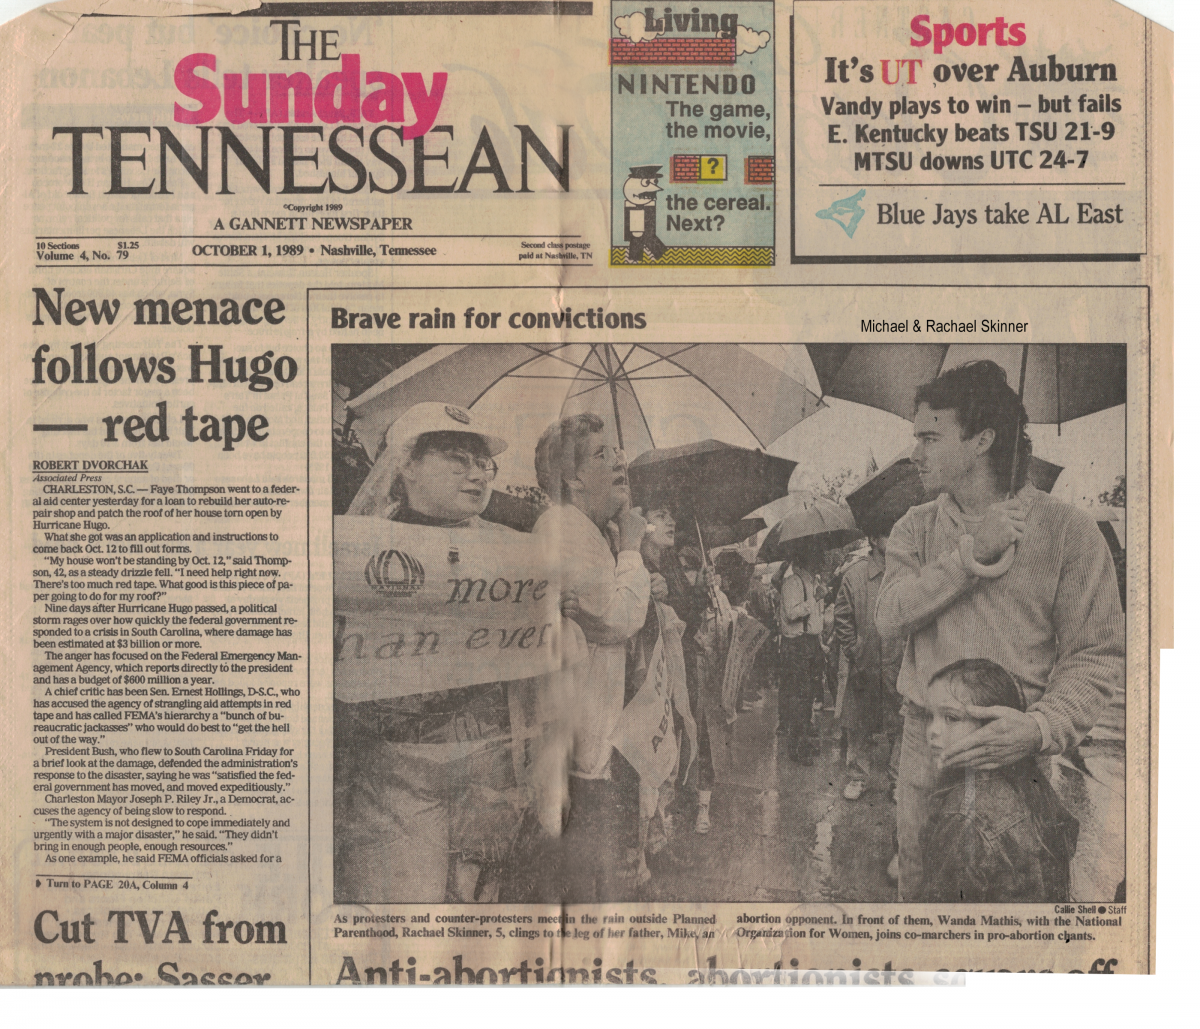 THE
Sunday
TENNESSEAN
©Copyright 1989
A GANNETT NEWSPAPER
10 Sections $1.25
Volume 4, No. 79
OCTOBER 1, 1989 • Nashville, Tennessee
Second class postage
paid at Nashville, TN
Living
NINTENDO
The game,
the movie,
?
the cereal.
Next?
Sports
It's UT over Auburn
Vandy plays to win – but fails
E. Kentucky beats TSU 21-9
MTSU downs UTC 24-7
Blue Jays take AL East
New menace
follows Hugo
— red tape
ROBERT DVORCHAK
Associated Press
CHARLESTON, S.C. — Faye Thompson went to a feder-
al aid center yesterday for a loan to rebuild her auto-re-
pair shop and patch the roof of her house torn open by
Hurricane Hugo.
What she got was an application and instructions to
come back Oct. 12 to fill out forms.
"My house won't be standing by Oct. 12," said Thomp-
son, 42, as a steady drizzle fell. "I need help right now.
There's too much red tape. What good is this piece of pa-
per going to do for my roof?"
Nine days after Hurricane Hugo passed, a political
storm rages over how quickly the federal government re-
sponded to a crisis in South Carolina, where damage has
been estimated at $3 billion or more.
The anger has focused on the Federal Emergency Man-
agement Agency, which reports directly to the president
and has a budget of $600 million a year.
A chief critic has been Sen. Ernest Hollings, D-S.C., who
has accused the agency of strangling aid attempts in red
tape and has called FEMA's hierarchy a "bunch of bu-
reaucratic jackasses" who would do best to "get the hell
out of the way."
President Bush, who flew to South Carolina Friday for
a brief look at the damage, defended the administration's
response to the disaster, saying he was "satisfied the fed-
eral government has moved, and moved expeditiously."
Charleston Mayor Joseph P. Riley Jr., a Democrat, ac-
cuses the agency of being slow to respond.
"The system is not designed to cope immediately and
urgently with a major disaster," he said. "They didn't
bring in enough people, enough resources."
As one example, he said FEMA officials asked for a
Turn to PAGE 20A, Column 4
Cut TVA from
probe: Sasser
Brave rain for convictions
Michael & Rachael Skinner
NOW
more
han ever
Callie Shell ● Staff
As protesters and counter-protesters meet in the rain outside Planned
Parenthood, Rachael Skinner, 5, clings to the leg of her father, Mike, an
abortion opponent. In front of them, Wanda Mathis, with the National
Organization for Women, joins co-marchers in pro-abortion chants.
Anti-abortionists, abortionists square off